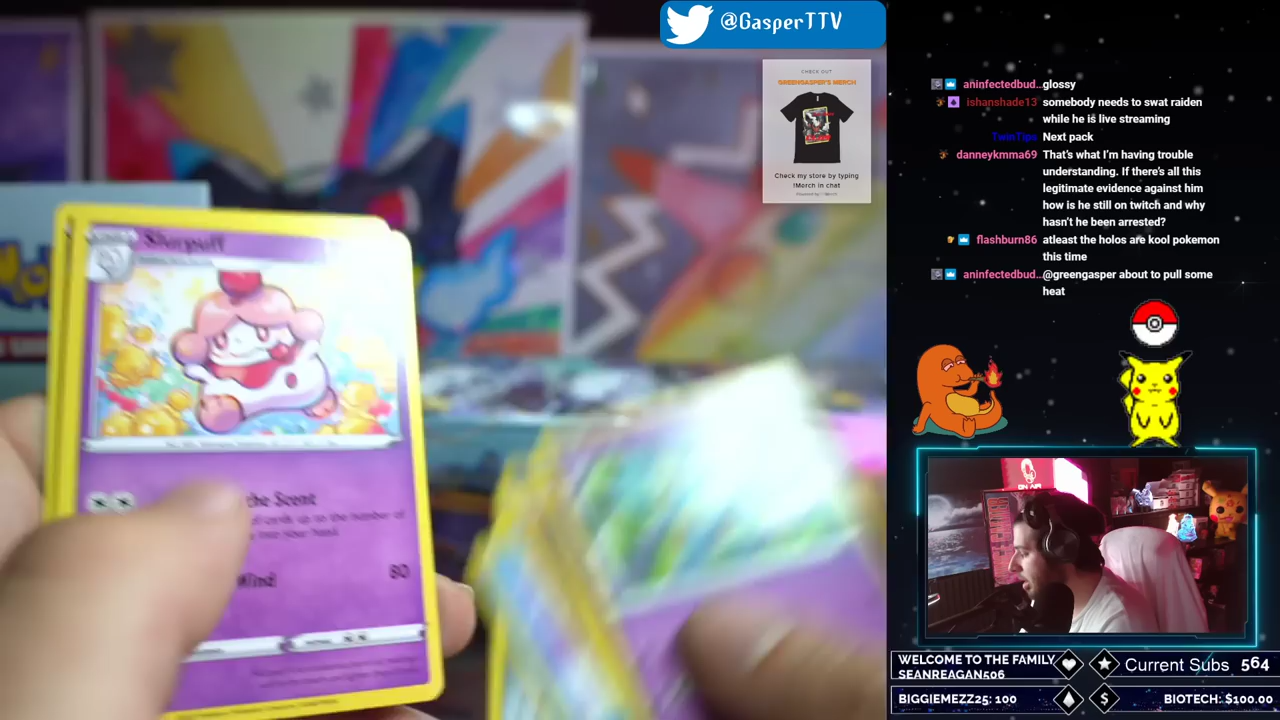 @GasperTTV
CHECK OUT
GREENGASPER'S MERCH
Check my store by typing
!Merch in chat
aninfectedbud... glossy
ishanshade13 somebody needs to swat raiden
while he is live streaming
TwinTips Next pack
danneykmma69 That's what I'm having trouble
understanding. If there's all this
legitimate evidence against him
how is he still on twitch and why
hasn't he been arrested?
flashburn86 atleast the holos are kool pokemon
this time
aninfectedbud... @greengasper about to pull some
heat
Slurpuff
the Scent
Wind 80
ON AIR
WELCOME TO THE FAMILY
SEANREAGAN506
Current Subs 564
BIGGIEMEZZ25: 100
BIOTECH: $100.00